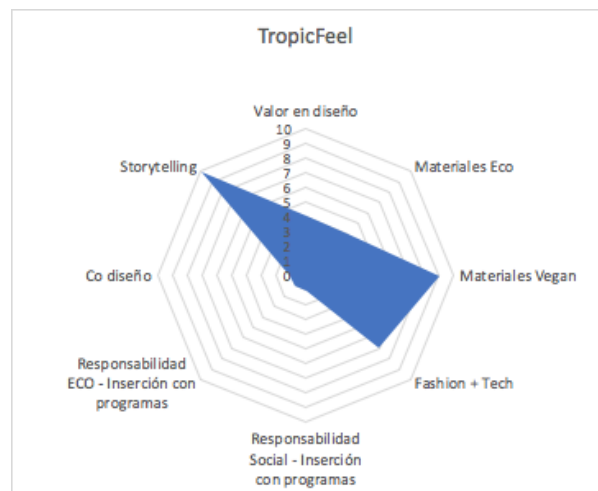 TropicFeel
Valor en diseño
10
9
8
7
6
5
4
3
2
1
0
Storytelling
Materiales Eco
Co diseño
Materiales Vegan
Responsabilidad
ECO - Inserción con
programas
Fashion + Tech
Responsabilidad
Social - Inserción
con programas